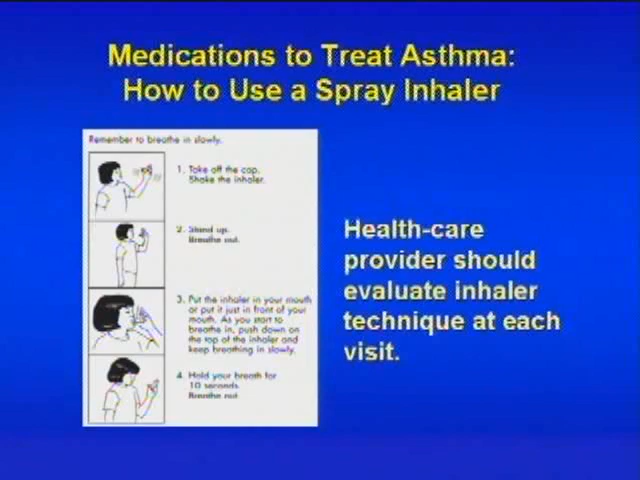 Medications to Treat Asthma:
How to Use a Spray Inhaler
Remember to breathe in slowly.
1. Take off the cap.
Shake the inhaler.
2. Stand up.
Breathe out.
3. Put the inhaler in your mouth
or put it just in front of your
mouth. As you start to
breathe in, push down on
the top of the inhaler and
keep breathing in slowly.
4. Hold your breath for
10 seconds.
Breathe out.
Health-care
provider should
evaluate inhaler
technique at each
visit.